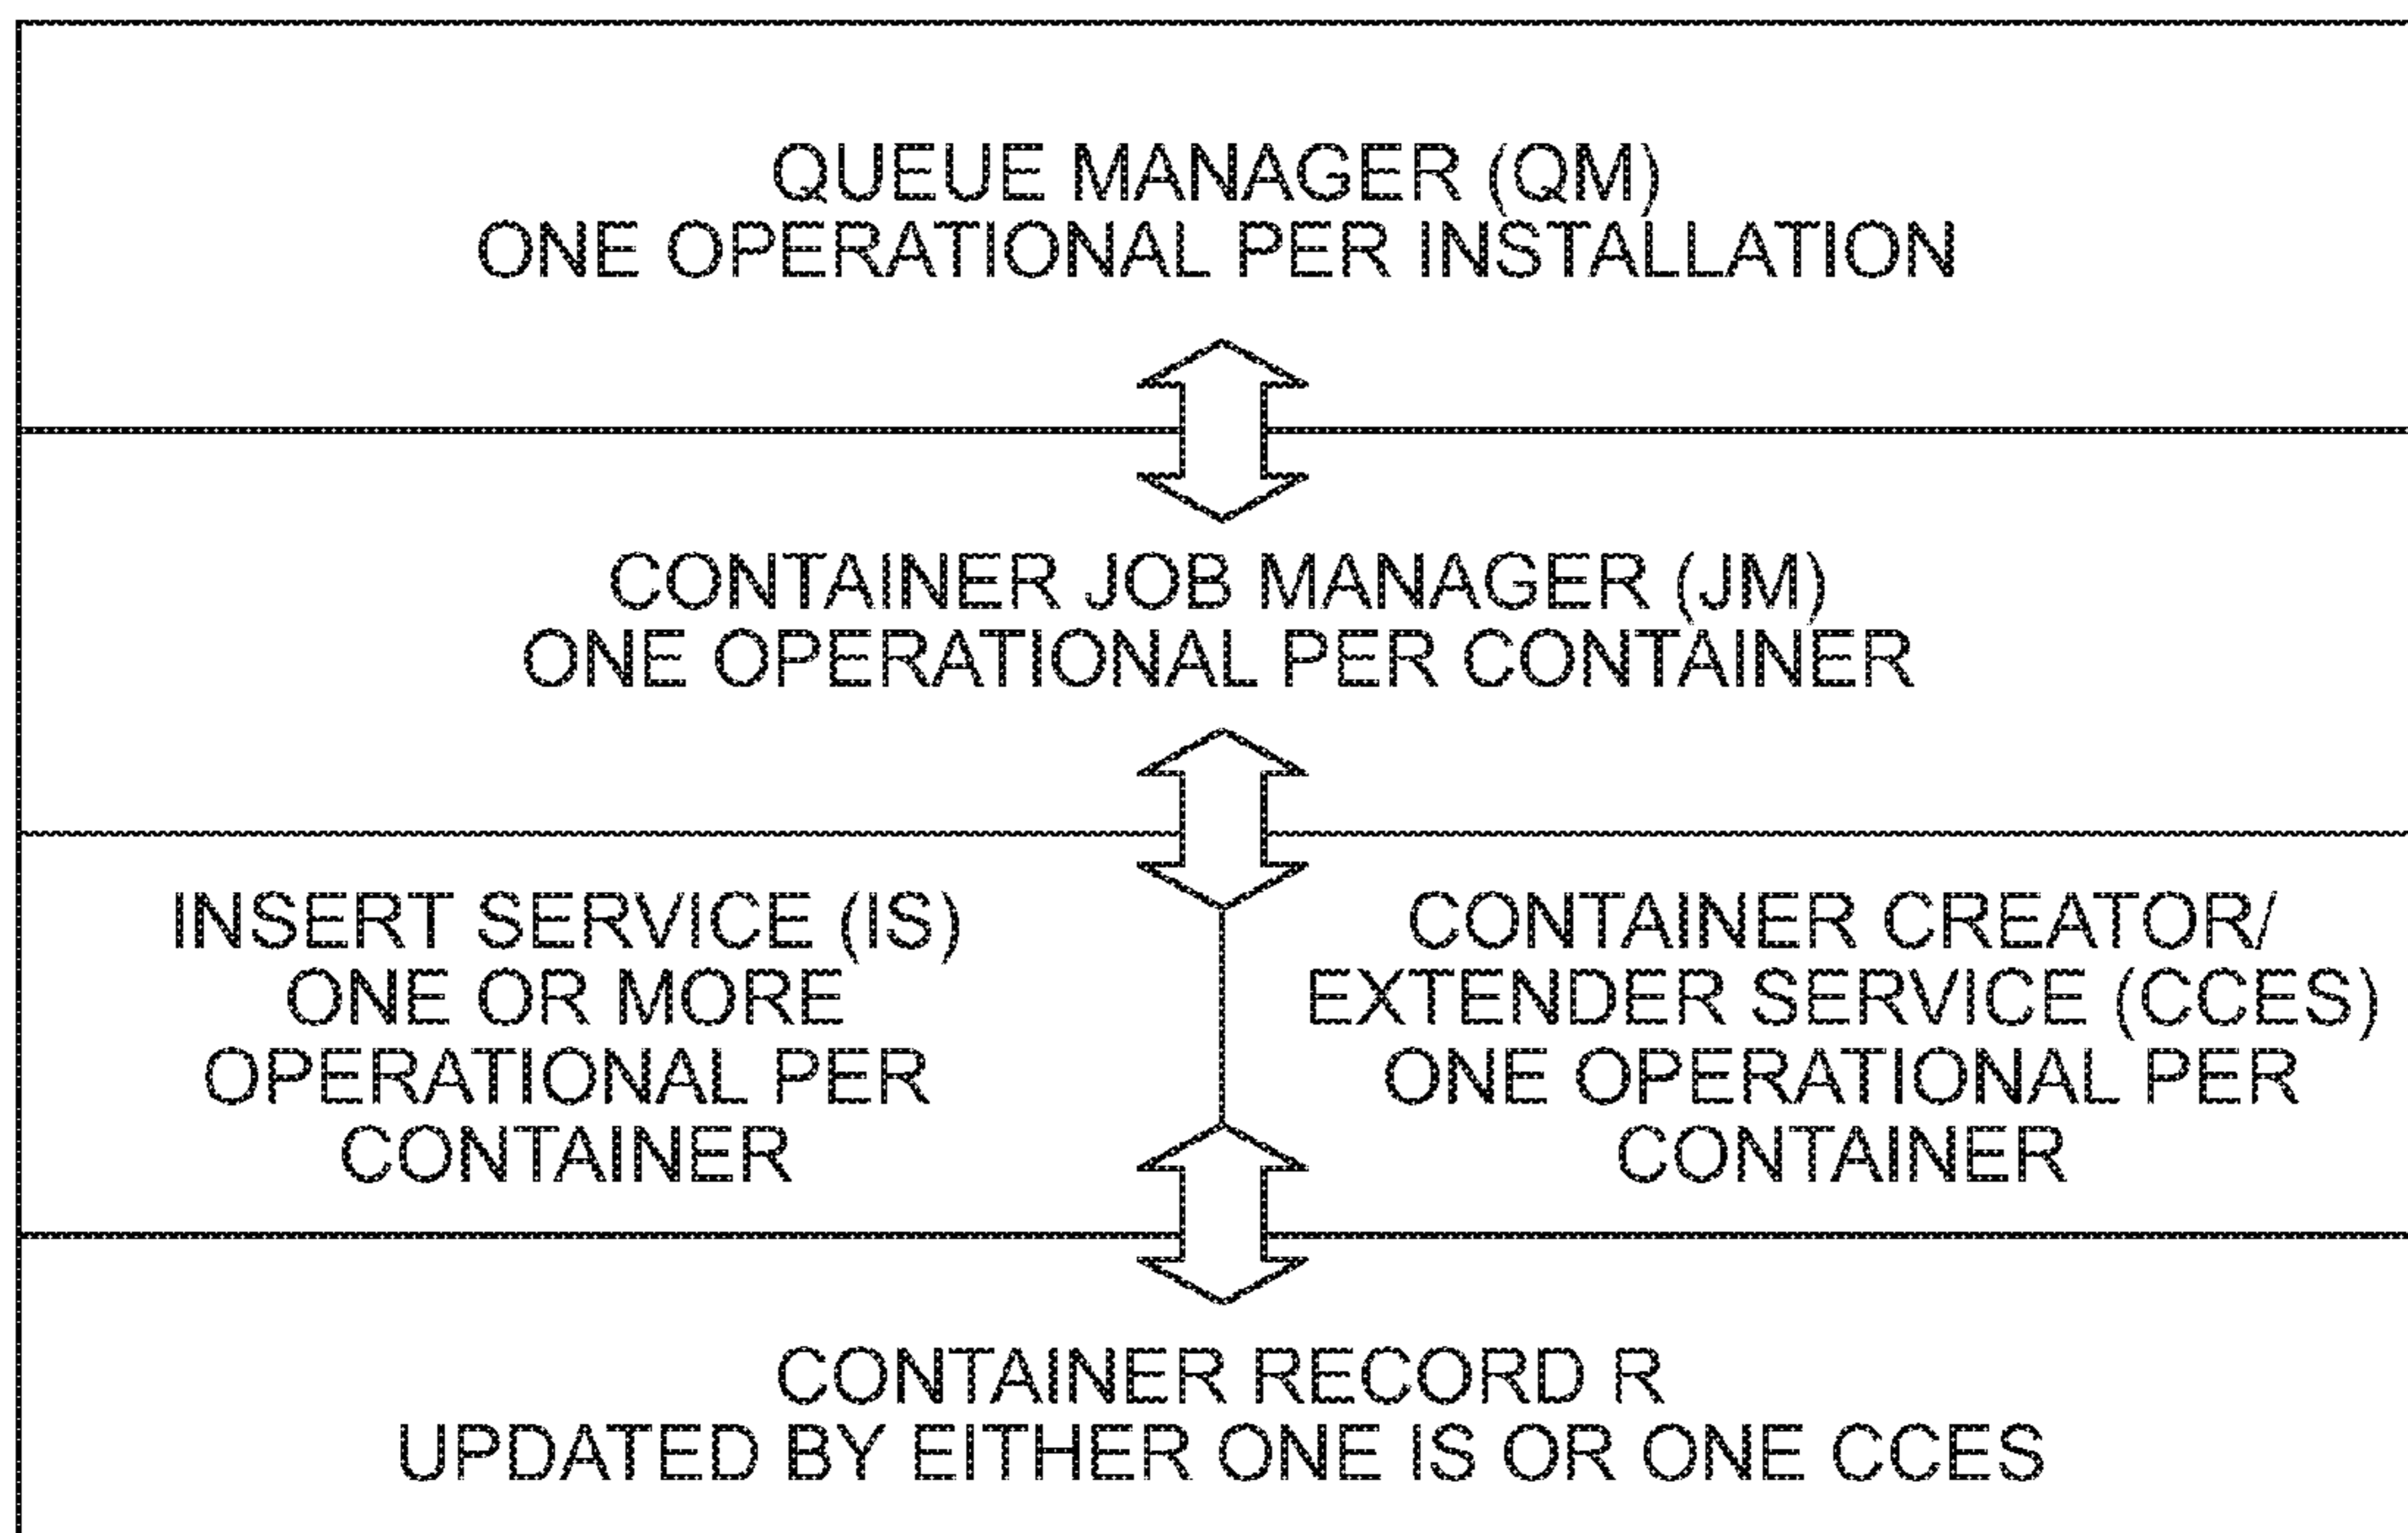 QUEUE MANAGER (QM)
ONE OPERATIONAL PER INSTALLATION
CONTAINER JOB MANAGER (JM)
ONE OPERATIONAL PER CONTAINER
INSERT SERVICE (IS)
ONE OR MORE
OPERATIONAL PER
CONTAINER
CONTAINER CREATOR/
EXTENDER SERVICE (CCES)
ONE OPERATIONAL PER
CONTAINER
CONTAINER RECORD R
UPDATED BY EITHER ONE IS OR ONE CCES